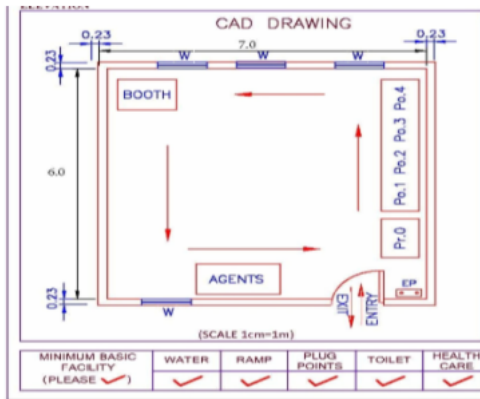 ELEVATION
CAD DRAWING
0.23
7.0
0.23
W
W
W
0.23
BOOTH
Po.1 Po.2 Po.3 Po.4
6.0
Pr.0
AGENTS
EP
0.23
W
EXIT
ENTRY
(SCALE 1cm=1m)
MINIMUM BASIC
FACILITY
(PLEASE ✓)
WATER
RAMP
PLUG
POINTS
TOILET
HEALTH
CARE
✓ ✓ ✓ ✓ ✓